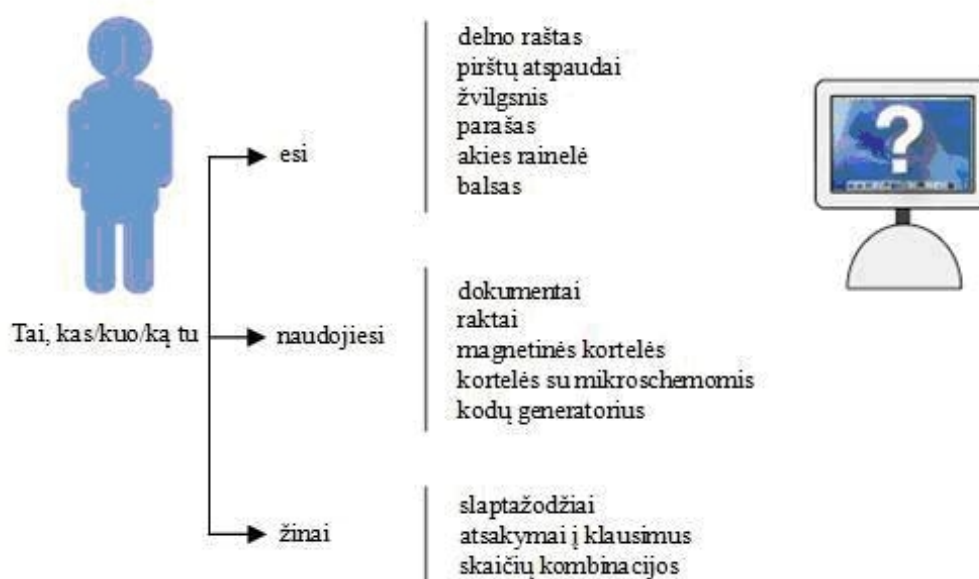 delno raštas
pirštų atspaudai
žvilgsnis
esi
parašas
akies rainelė
balsas
?
dokumentai
raktai
Tai, kas/kuo/ką tu
naudojiesi
magnetinės kortelės
kortelės su mikroschemomis
kodų generatorius
slaptažodžiai
žinai
atsakymai į klausimus
skaičių kombinacijos